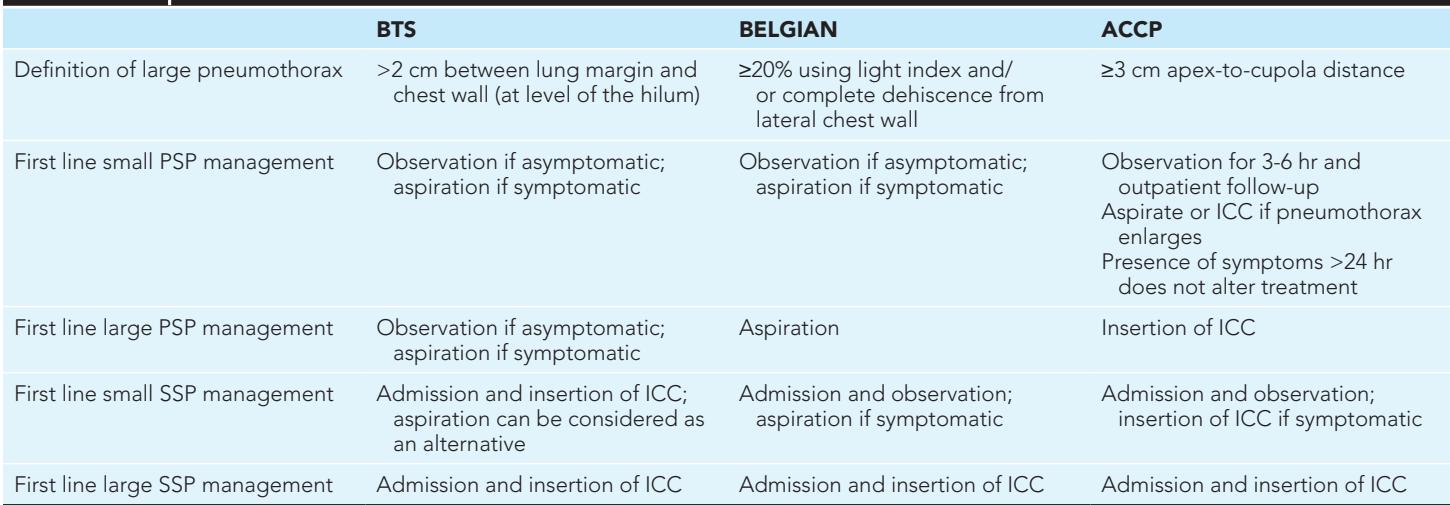 BTS BELGIAN ACCP
Definition of large pneumothorax
>2 cm between lung margin and
chest wall (at level of the hilum)
≥20% using light index and/
or complete dehiscence from
lateral chest wall
≥3 cm apex-to-cupola distance
First line small PSP management
Observation if asymptomatic;
aspiration if symptomatic
Observation if asymptomatic;
aspiration if symptomatic
Observation for 3-6 hr and
outpatient follow-up
Aspirate or ICC if pneumothorax
enlarges
Presence of symptoms >24 hr
does not alter treatment
First line large PSP management
Observation if asymptomatic;
aspiration if symptomatic
Aspiration
Insertion of ICC
First line small SSP management
Admission and insertion of ICC;
aspiration can be considered as
an alternative
Admission and observation;
aspiration if symptomatic
Admission and observation;
insertion of ICC if symptomatic
First line large SSP management
Admission and insertion of ICC
Admission and insertion of ICC
Admission and insertion of ICC